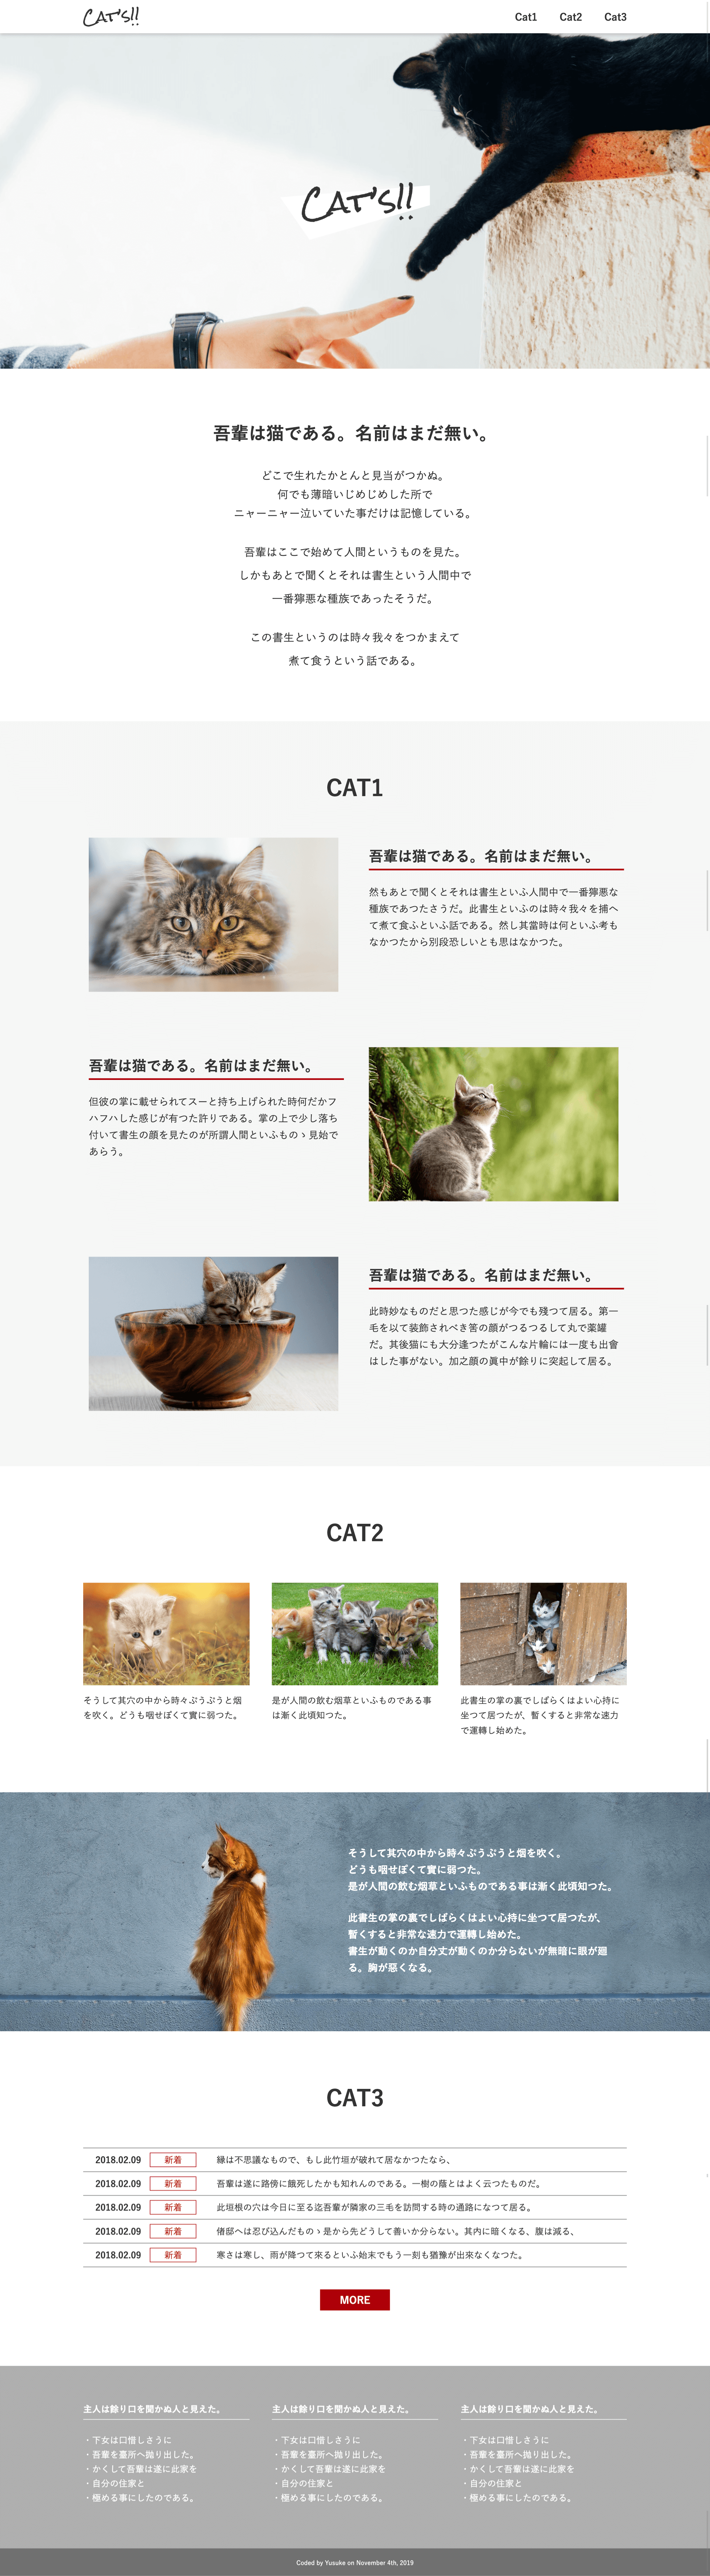 Cat's!!
Cat1
Cat2
Cat3
Cat's!!
吾輩は猫である。名前はまだ無い。
どこで生れたかとんと見当がつかぬ。
何でも薄暗いじめじめした所で
ニャーニャー泣いていた事だけは記憶している。
吾輩はここで始めて人間というものを見た。
しかもあとで聞くとそれは書生という人間中で
一番獰悪な種族であったそうだ。
この書生というのは時々我々をつかまえて
煮て食うという話である。
CAT1
吾輩は猫である。名前はまだ無い。
然もあとで聞くとそれは書生といふ人間中で一番獰悪な
種族であつたさうだ。此書生といふのは時々我々を捕へ
て煮て食ふといふ話である。然し其當時は何といふ考も
なかつたから別段恐しいとも思はなかつた。
吾輩は猫である。名前はまだ無い。
但彼の掌に載せられてスーと持ち上げられた時何だかフ
ハフハした感じが有つた許りである。掌の上で少し落ち
付いて書生の顔を見たのが所謂人間といふものゝ見始で
あらう。
吾輩は猫である。名前はまだ無い。
此時妙なものだと思つた感じが今でも残つて居る。第一
毛を以て装飾されべき筈の顔がつるつるして丸で薬罐
だ。其後猫にも大分逢つたがこんな片輪には一度も出會
はした事がない。加之顔の眞中が餘りに突起して居る。
CAT2
そうして其穴の中から時々ぷうぷうと烟
を吹く。どうも咽せぽくて實に弱つた。
是が人間の飲む烟草といふものである事
は漸く此頃知つた。
此書生の掌の裏でしばらくはよい心持に
坐つて居つたが、暫くすると非常な速力
で運轉し始めた。
そうして其穴の中から時々ぷうぷうと烟を吹く。
どうも咽せぽくて實に弱つた。
是が人間の飲む烟草といふものである事は漸く此頃知つた。
此書生の掌の裏でしばらくはよい心持に坐つて居つたが、
暫くすると非常な速力で運轉し始めた。
書生が動くのか自分丈が動くのか分らないが無暗に眼が廻
る。胸が悪くなる。
CAT3
2018.02.09 新着 縁は不思議なもので、もし此竹垣が破れて居なかつたなら、
2018.02.09 新着 吾輩は遂に路傍に餓死したかも知れんのである。一樹の蔭とはよく云つたものだ。
2018.02.09 新着 此垣根の穴は今日に至る迄吾輩が隣家の三毛を訪問する時の通路になつて居る。
2018.02.09 新着 偖邸へは忍び込んだものゝ是から先どうして善いか分らない。其内に暗くなる、腹は減る、
2018.02.09 新着 寒さは寒し、雨が降つて來るといふ始末でもう一刻も猶豫が出來なくなつた。
MORE
主人は餘り口を聞かぬ人と見えた。
・下女は口惜しさうに
・吾輩を臺所へ抛り出した。
・かくして吾輩は遂に此家を
・自分の住家と
・極める事にしたのである。
主人は餘り口を聞かぬ人と見えた。
・下女は口惜しさうに
・吾輩を臺所へ抛り出した。
・かくして吾輩は遂に此家を
・自分の住家と
・極める事にしたのである。
主人は餘り口を聞かぬ人と見えた。
・下女は口惜しさうに
・吾輩を臺所へ抛り出した。
・かくして吾輩は遂に此家を
・自分の住家と
・極める事にしたのである。
Coded by Yusuke on November 4th, 2019